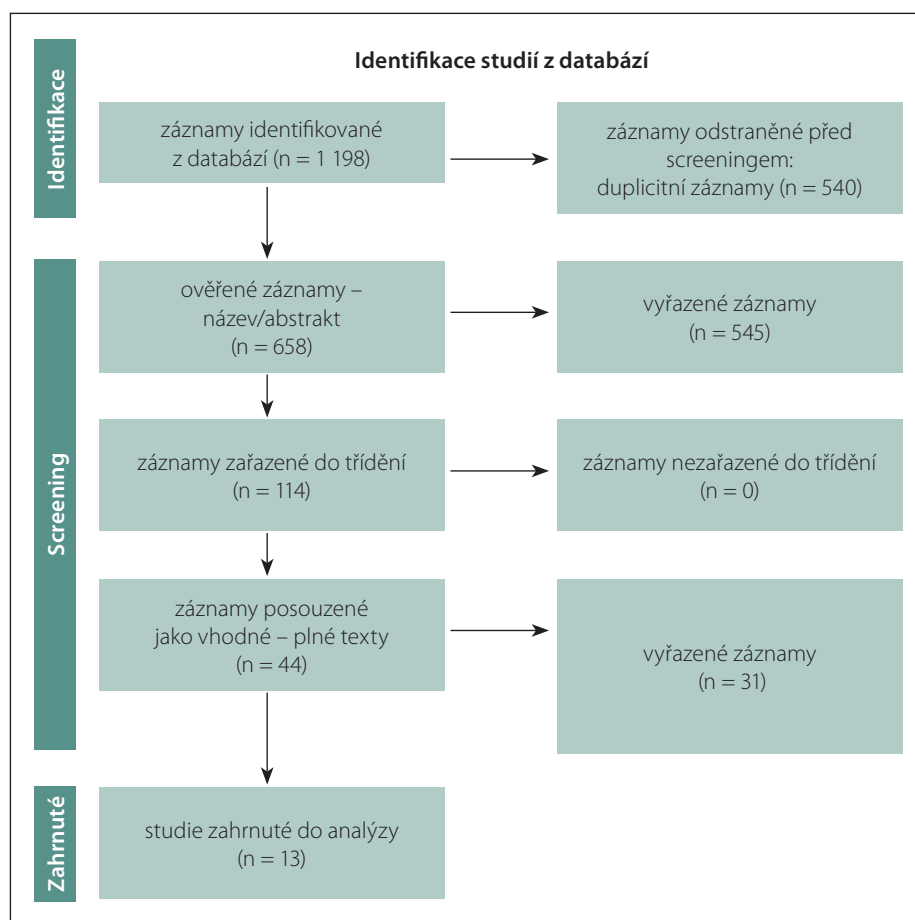 Identifikace studií z databází
Identifikace
záznamy identifikované
z databází (n = 1 198)
záznamy odstraněné před
screeningem:
duplicitní záznamy (n = 540)
Screening
ověřené záznamy –
název/abstrakt
(n = 658)
vyřazené záznamy
(n = 545)
záznamy zařazené do třídění
(n = 114)
záznamy nezařazené do třídění
(n = 0)
záznamy posouzené
jako vhodné – plné texty
(n = 44)
vyřazené záznamy
(n = 31)
Zahrnuté
studie zahrnuté do analýzy
(n = 13)